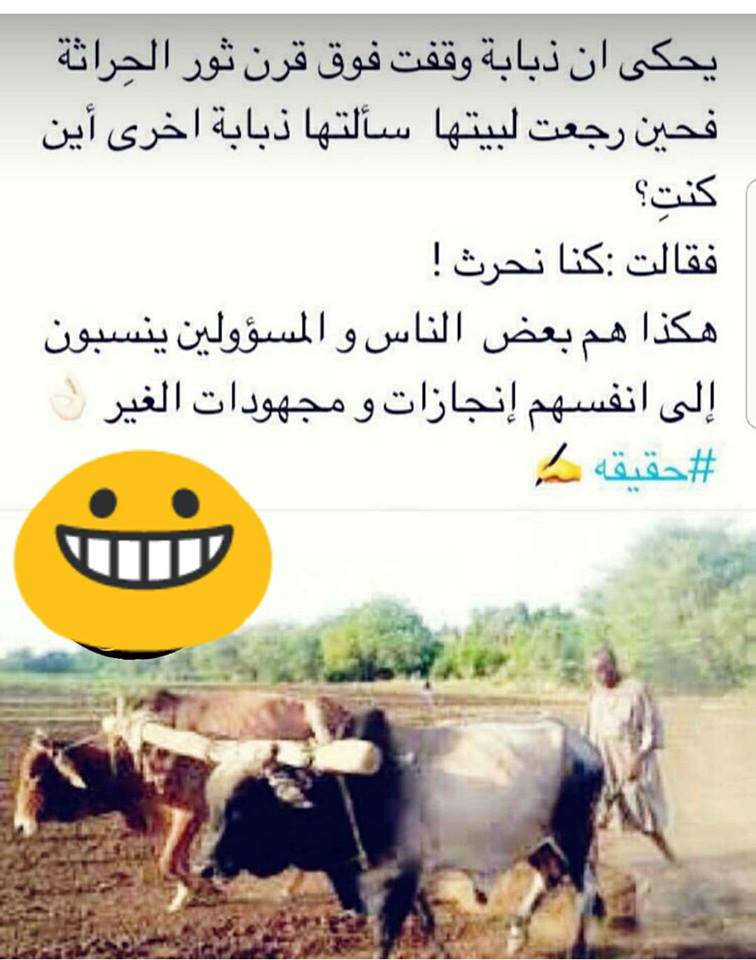 يحكى ان ذبابة وقفت فوق قرن ثور الحِراثة
فحين رجعت لبيتها سألتها ذبابة اخرى أين
كنتِ؟
فقالت :كنا نحرث !
هكذا هم بعض الناس و المسؤولين ينسبون
إلى انفسهم إنجازات و مجهودات الغير 👌🏻
#حقيقه ✍️